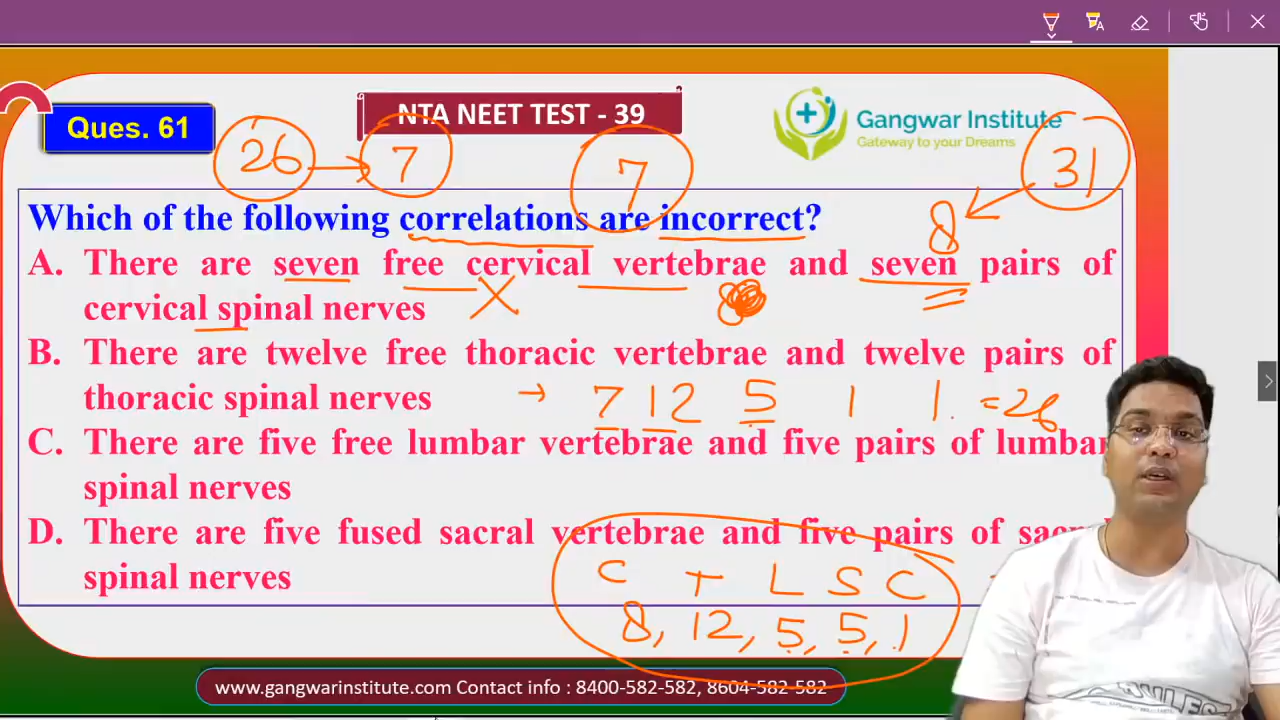 Ques. 61
NTA NEET TEST - 39
Gangwar Institute
Gateway to your Dreams
26 → 7
7
31
8
Which of the following correlations are incorrect?
A. There are seven free cervical vertebrae and seven pairs of
cervical spinal nerves
8
B. There are twelve free thoracic vertebrae and twelve pairs of
thoracic spinal nerves
→ 7 12 5 1 1 = 26
C. There are five free lumbar vertebrae and five pairs of lumbar
spinal nerves
D. There are five fused sacral vertebrae and five pairs of
spinal nerves
C T L S C
8, 12, 5, 5, 1
www.gangwarinstitute.com Contact info : 8400-582-582, 8604-582-582